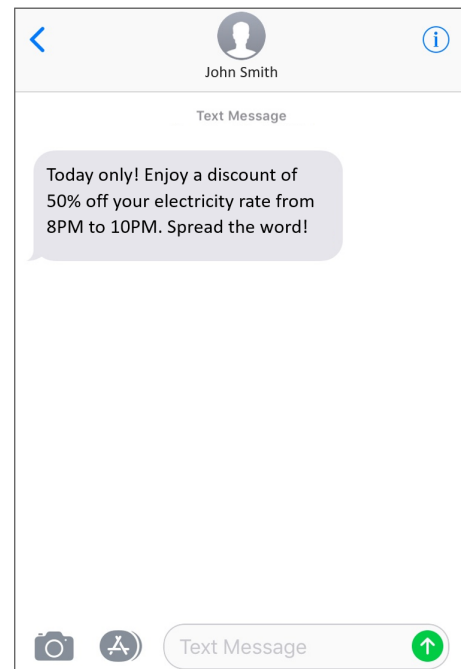 John Smith
Text Message
Today only! Enjoy a discount of
50% off your electricity rate from
8PM to 10PM. Spread the word!
Text Message